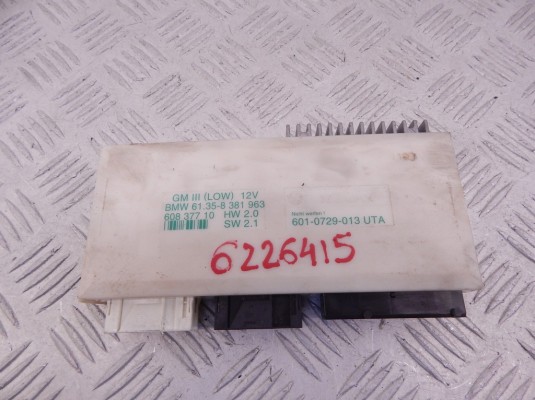 GM III (LOW) 12V
BMW 61.35-8 381 963
608 377 10 HW 2.0
SW 2.1
601-0729-013 UTA
6226415